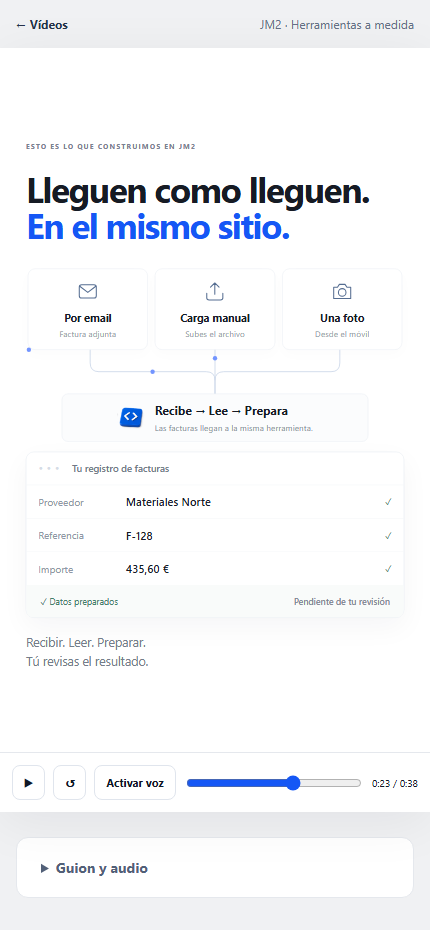 ← Vídeos
JM2 · Herramientas a medida
ESTO ES LO QUE CONSTRUIMOS EN JM2
Lleguen como lleguen.
En el mismo sitio.
Por email
Factura adjunta
Carga manual
Subes el archivo
Una foto
Desde el móvil
Recibe → Lee → Prepara
Las facturas llegan a la misma herramienta.
Tu registro de facturas
Proveedor Materiales Norte ✓
Referencia F-128 ✓
Importe 435,60 € ✓
✓ Datos preparados Pendiente de tu revisión
Recibir. Leer. Preparar.
Tú revisas el resultado.
▶ ↺ Activar voz 0:23 / 0:38
▶ Guion y audio